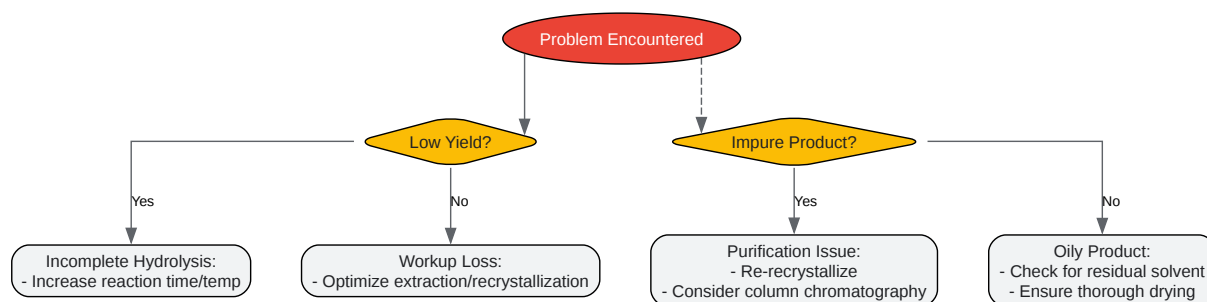 Problem Encountered
Low Yield?
Impure Product?
Yes
No
Yes
No
Incomplete Hydrolysis:
- Increase reaction time/temp
Workup Loss:
- Optimize extraction/recrystallization
Purification Issue:
- Re-recrystallize
- Consider column chromatography
Oily Product:
- Check for residual solvent
- Ensure thorough drying